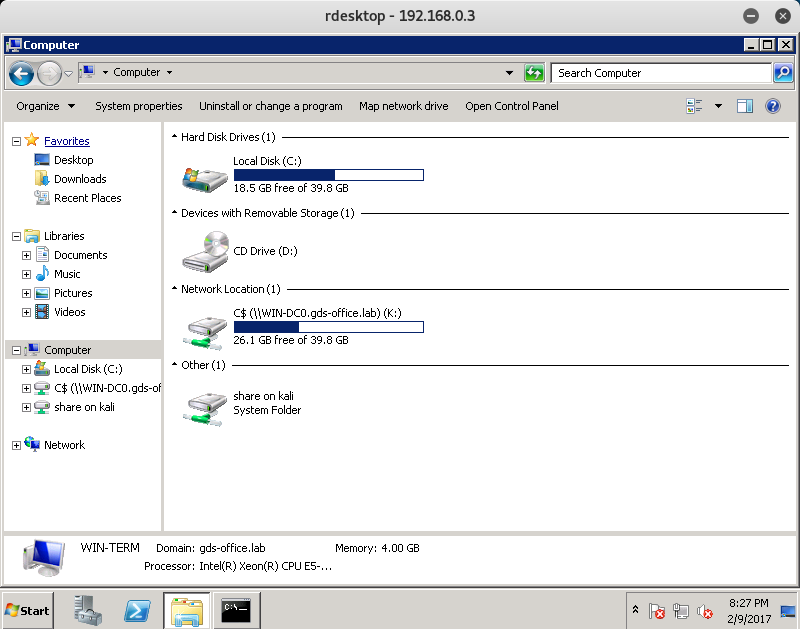 rdesktop - 192.168.0.3
Computer
Computer
Search Computer
Organize System properties Uninstall or change a program Map network drive Open Control Panel
Favorites
Desktop
Downloads
Recent Places
Libraries
Documents
Music
Pictures
Videos
Computer
Local Disk (C:)
C$ (\\WIN-DC0.gds-of
share on kali
Network
Hard Disk Drives (1)
Local Disk (C:)
18.5 GB free of 39.8 GB
Devices with Removable Storage (1)
CD Drive (D:)
Network Location (1)
C$ (\\WIN-DC0.gds-office.lab) (K:)
26.1 GB free of 39.8 GB
Other (1)
share on kali
System Folder
WIN-TERM Domain: gds-office.lab Memory: 4.00 GB
Processor: Intel(R) Xeon(R) CPU E5-...
Start
C:\.
8:27 PM
2/9/2017